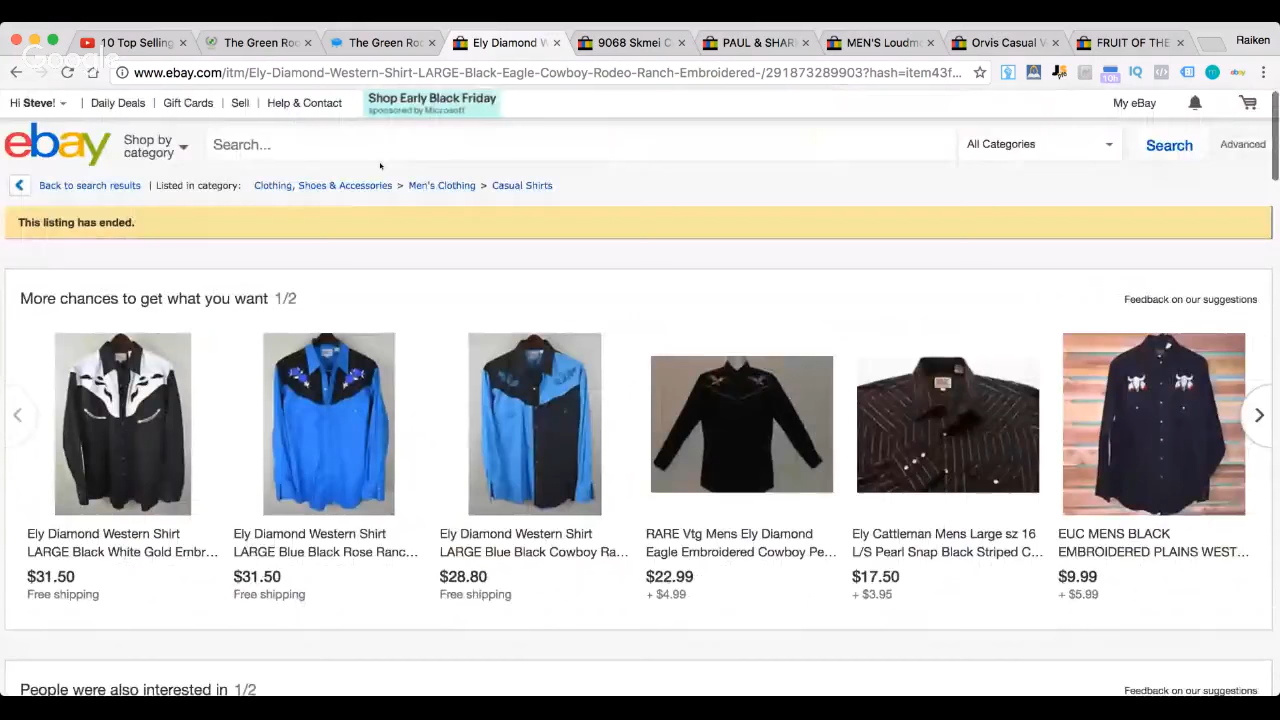 10 Top Selling
The Green Ro
The Green Ro
Ely Diamond W
9068 Skmei C
PAUL & SHA
MEN'S Loudm
Orvis Casual V
FRUIT OF THE
Raiken
Google
www.ebay.com/itm/Ely-Diamond-Western-Shirt-LARGE-Black-Eagle-Cowboy-Rodeo-Ranch-Embroidered-/291873289903?hash=item43f...
10h
IQ
ebay
Hi Steve!
Daily Deals
Gift Cards
Sell
Help & Contact
Shop Early Black Friday
sponsored by Microsoft
My eBay
ebay
Shop by
category
Search...
All Categories
Search
Advanced
Back to search results | Listed in category: Clothing, Shoes & Accessories > Men's Clothing > Casual Shirts
This listing has ended.
More chances to get what you want 1/2
Feedback on our suggestions
Ely Diamond Western Shirt
LARGE Black White Gold Embr...
$31.50
Free shipping
Ely Diamond Western Shirt
LARGE Blue Black Rose Ranc...
$31.50
Free shipping
Ely Diamond Western Shirt
LARGE Blue Black Cowboy Ra...
$28.80
Free shipping
RARE Vtg Mens Ely Diamond
Eagle Embroidered Cowboy Pe...
$22.99
+ $4.99
Ely Cattleman Mens Large sz 16
L/S Pearl Snap Black Striped C...
$17.50
+ $3.95
EUC MENS BLACK
EMBROIDERED PLAINS WEST...
$9.99
+ $5.99
People were also interested in 1/2
Feedback on our suggestions